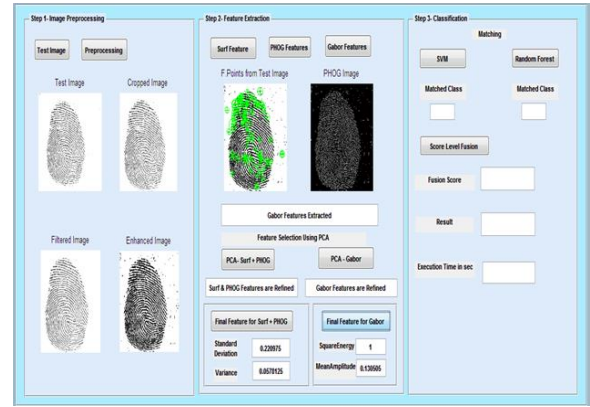 Step 1- Image Preprocessing
Test Image Preprocessing
Test Image Cropped Image
Filtered Image Enhanced Image
Step 2- Feature Extraction
Surf Feature PHOG Features Gabor Features
F.Points from Test Image PHOG Image
Gabor Features Extracted
Feature Selection Using PCA
PCA- Surf + PHOG PCA - Gabor
Surf & PHOG Features are Refined Gabor Features are Refined
Final Feature for Surf + PHOG
Standard
Deviation 0.239975
Variance 0.0578125
Final Feature for Gabor
SquareEnergy 1
MeanAmplitude 0.130505
Step 3- Classification
Matching
SVM Random Forest
Matched Class Matched Class
Score Level Fusion
Fusion Score
Result
Execution Time in sec